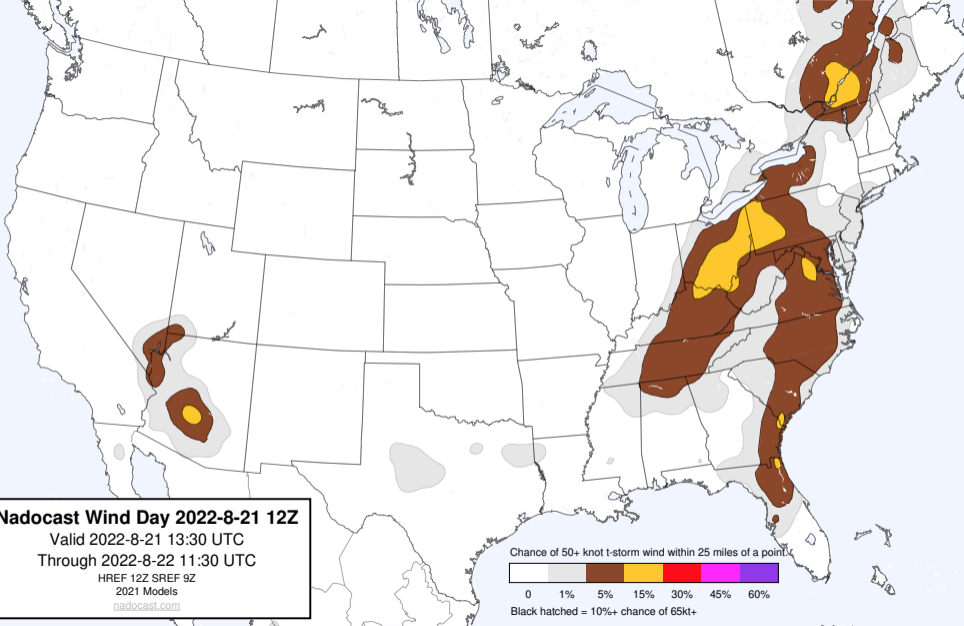 Nadocast Wind Day 2022-8-21 12Z
Valid 2022-8-21 13:30 UTC
Through 2022-8-22 11:30 UTC
HREF 12Z SREF 9Z
2021 Models
nadocast.com
Chance of 50+ knot t-storm wind within 25 miles of a point.
0 1% 5% 15% 30% 45% 60%
Black hatched = 10%+ chance of 65kt+